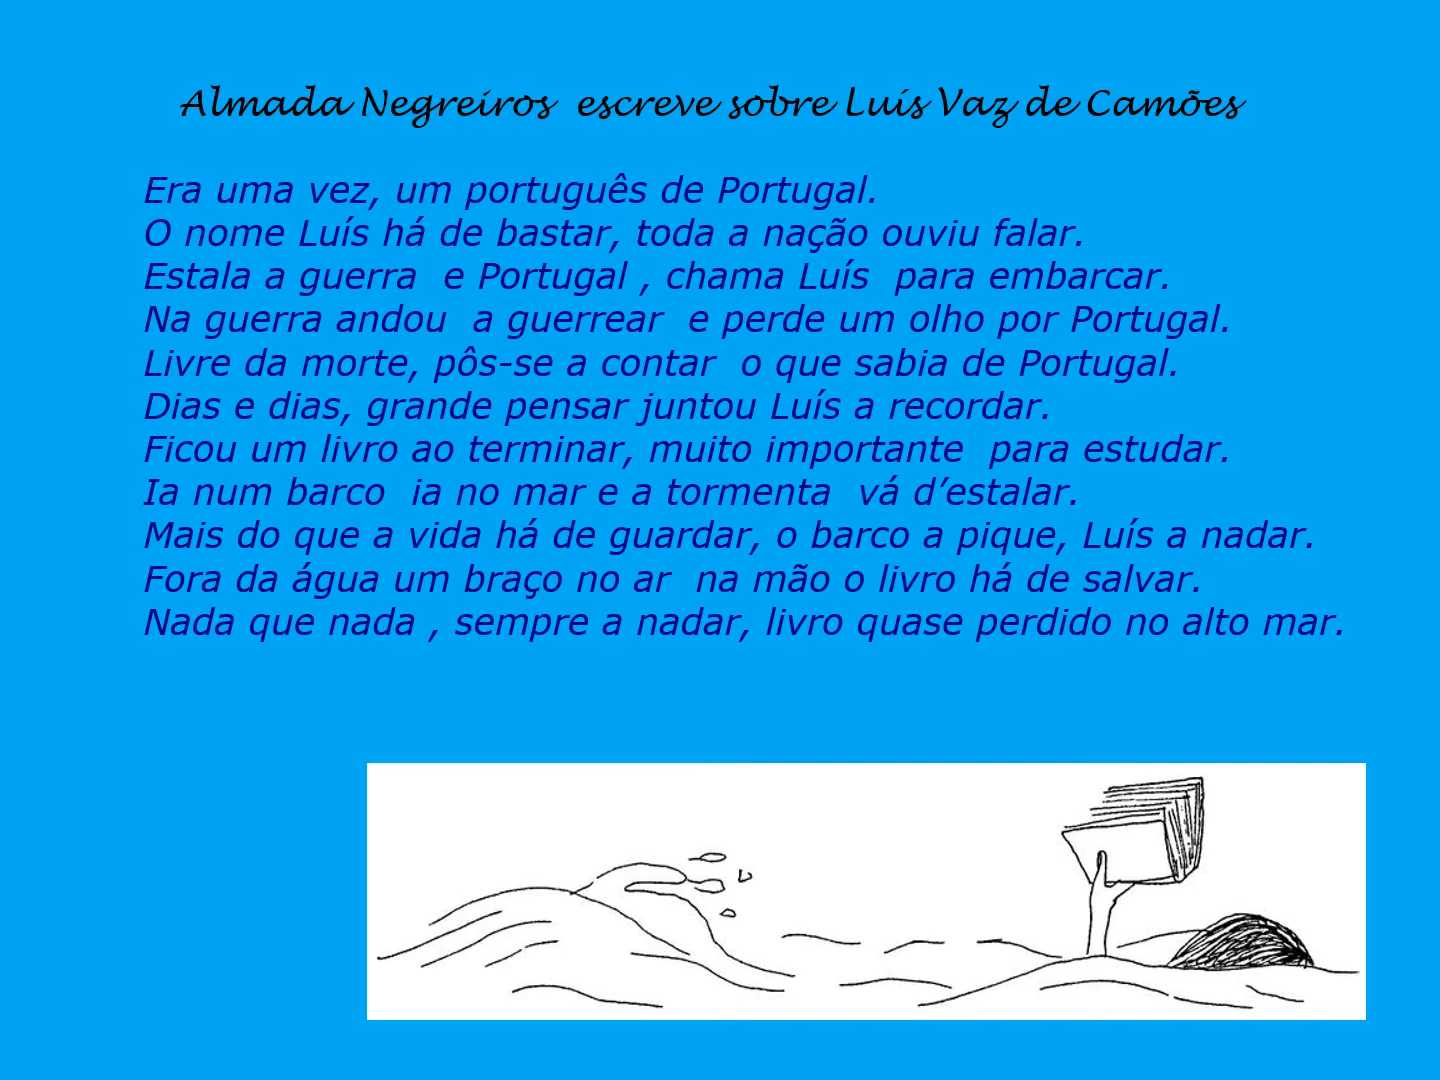 Almada Negreiros escreve sobre Luís Vaz de Camões
Era uma vez, um português de Portugal.
O nome Luís há de bastar, toda a nação ouviu falar.
Estala a guerra e Portugal , chama Luís para embarcar.
Na guerra andou a guerrear e perde um olho por Portugal.
Livre da morte, pôs-se a contar o que sabia de Portugal.
Dias e dias, grande pensar juntou Luís a recordar.
Ficou um livro ao terminar, muito importante para estudar.
Ia num barco ia no mar e a tormenta vá d’estalar.
Mais do que a vida há de guardar, o barco a pique, Luís a nadar.
Fora da água um braço no ar na mão o livro há de salvar.
Nada que nada , sempre a nadar, livro quase perdido no alto mar.